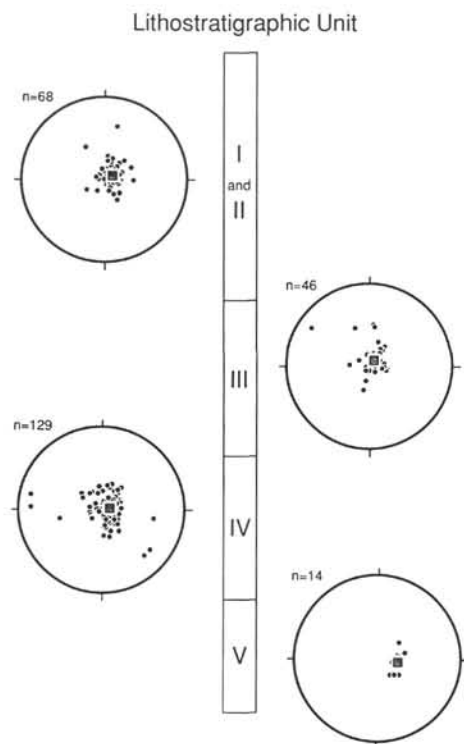 Lithostratigraphic Unit
n=68
I
and
II
n=46
III
n=129
IV
n=14
V